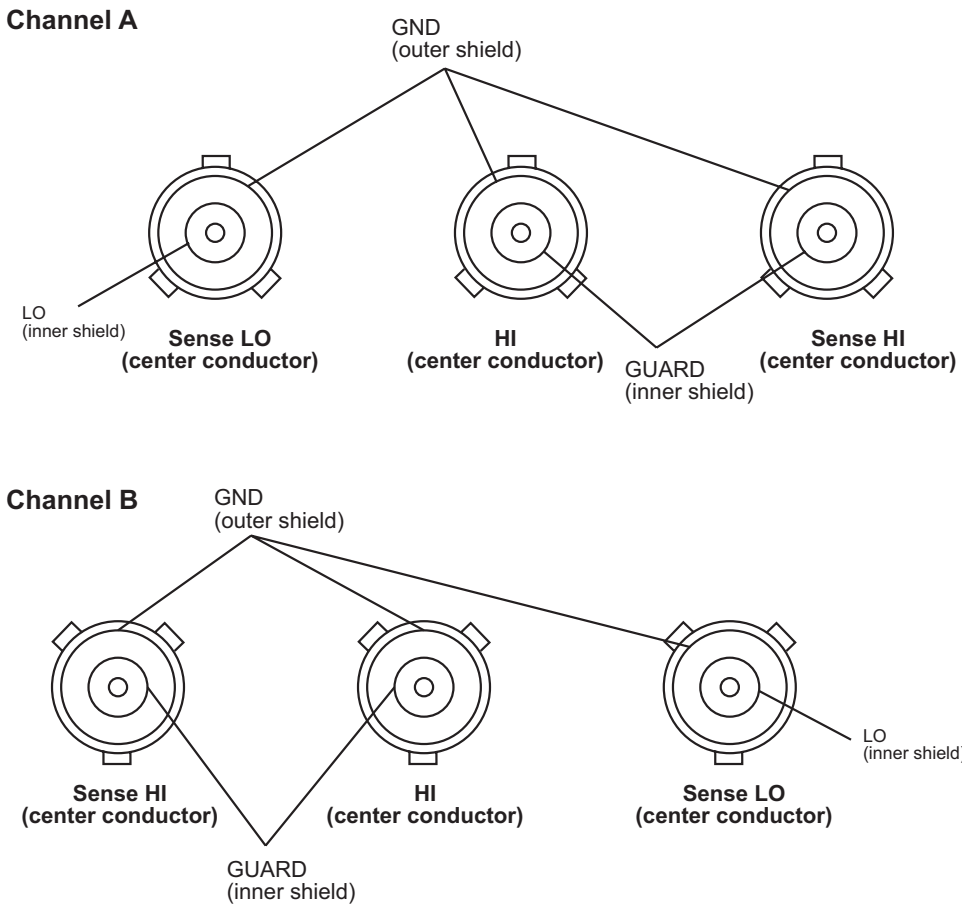 Channel A
GND
(outer shield)
LO
(inner shield)
Sense LO
(center conductor)
HI
(center conductor)
Sense HI
(center conductor)
GUARD
(inner shield)
Channel B
GND
(outer shield)
LO
(inner shield)
Sense HI
(center conductor)
HI
(center conductor)
Sense LO
(center conductor)
GUARD
(inner shield)